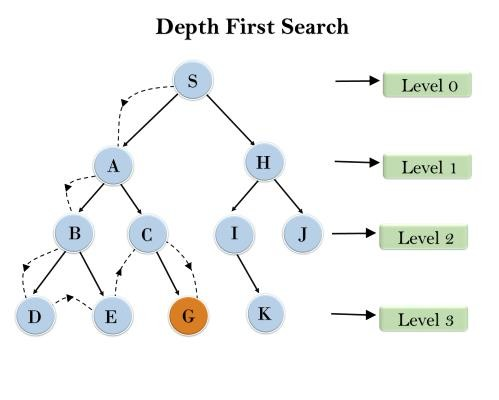 Depth First Search
S
Level 0
A
H
Level 1
B
C
I
J
Level 2
D
E
G
K
Level 3